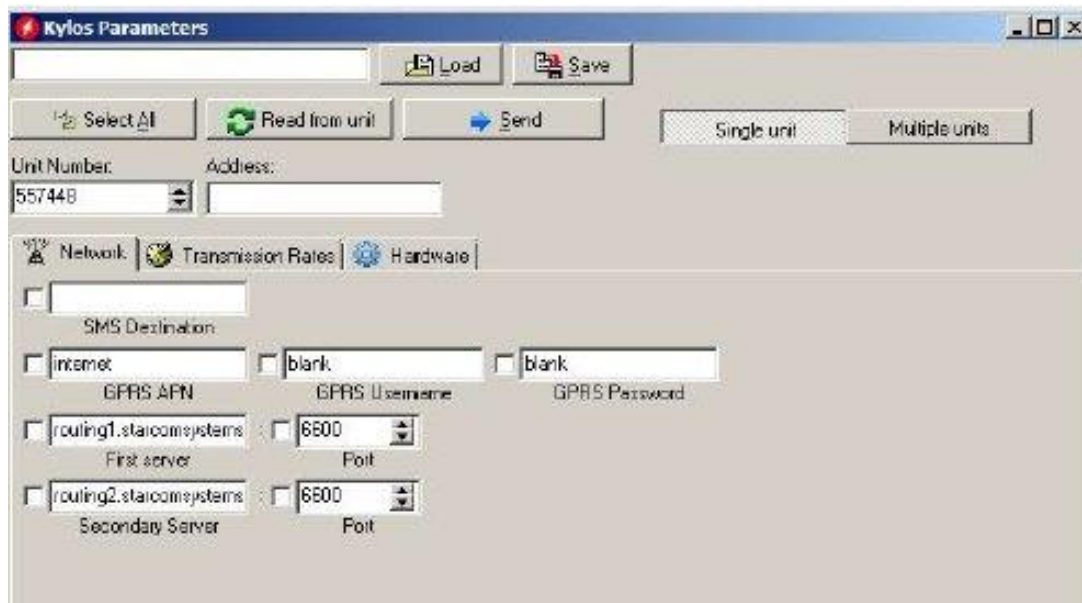 Kylos Parameters
Load
Save
Select All
Read from unit
Send
Single unit
Multiple units
Unit Number:
Address:
557448
Network
Transmission Rates
Hardware
SMS Destination
internet
blank
blank
GPRS APN
GPRS Username
GPRS Password
routing1.starcomsystems
: 6600
First server
Port
routing2.starcomsystems
: 6600
Secondary Server
Port